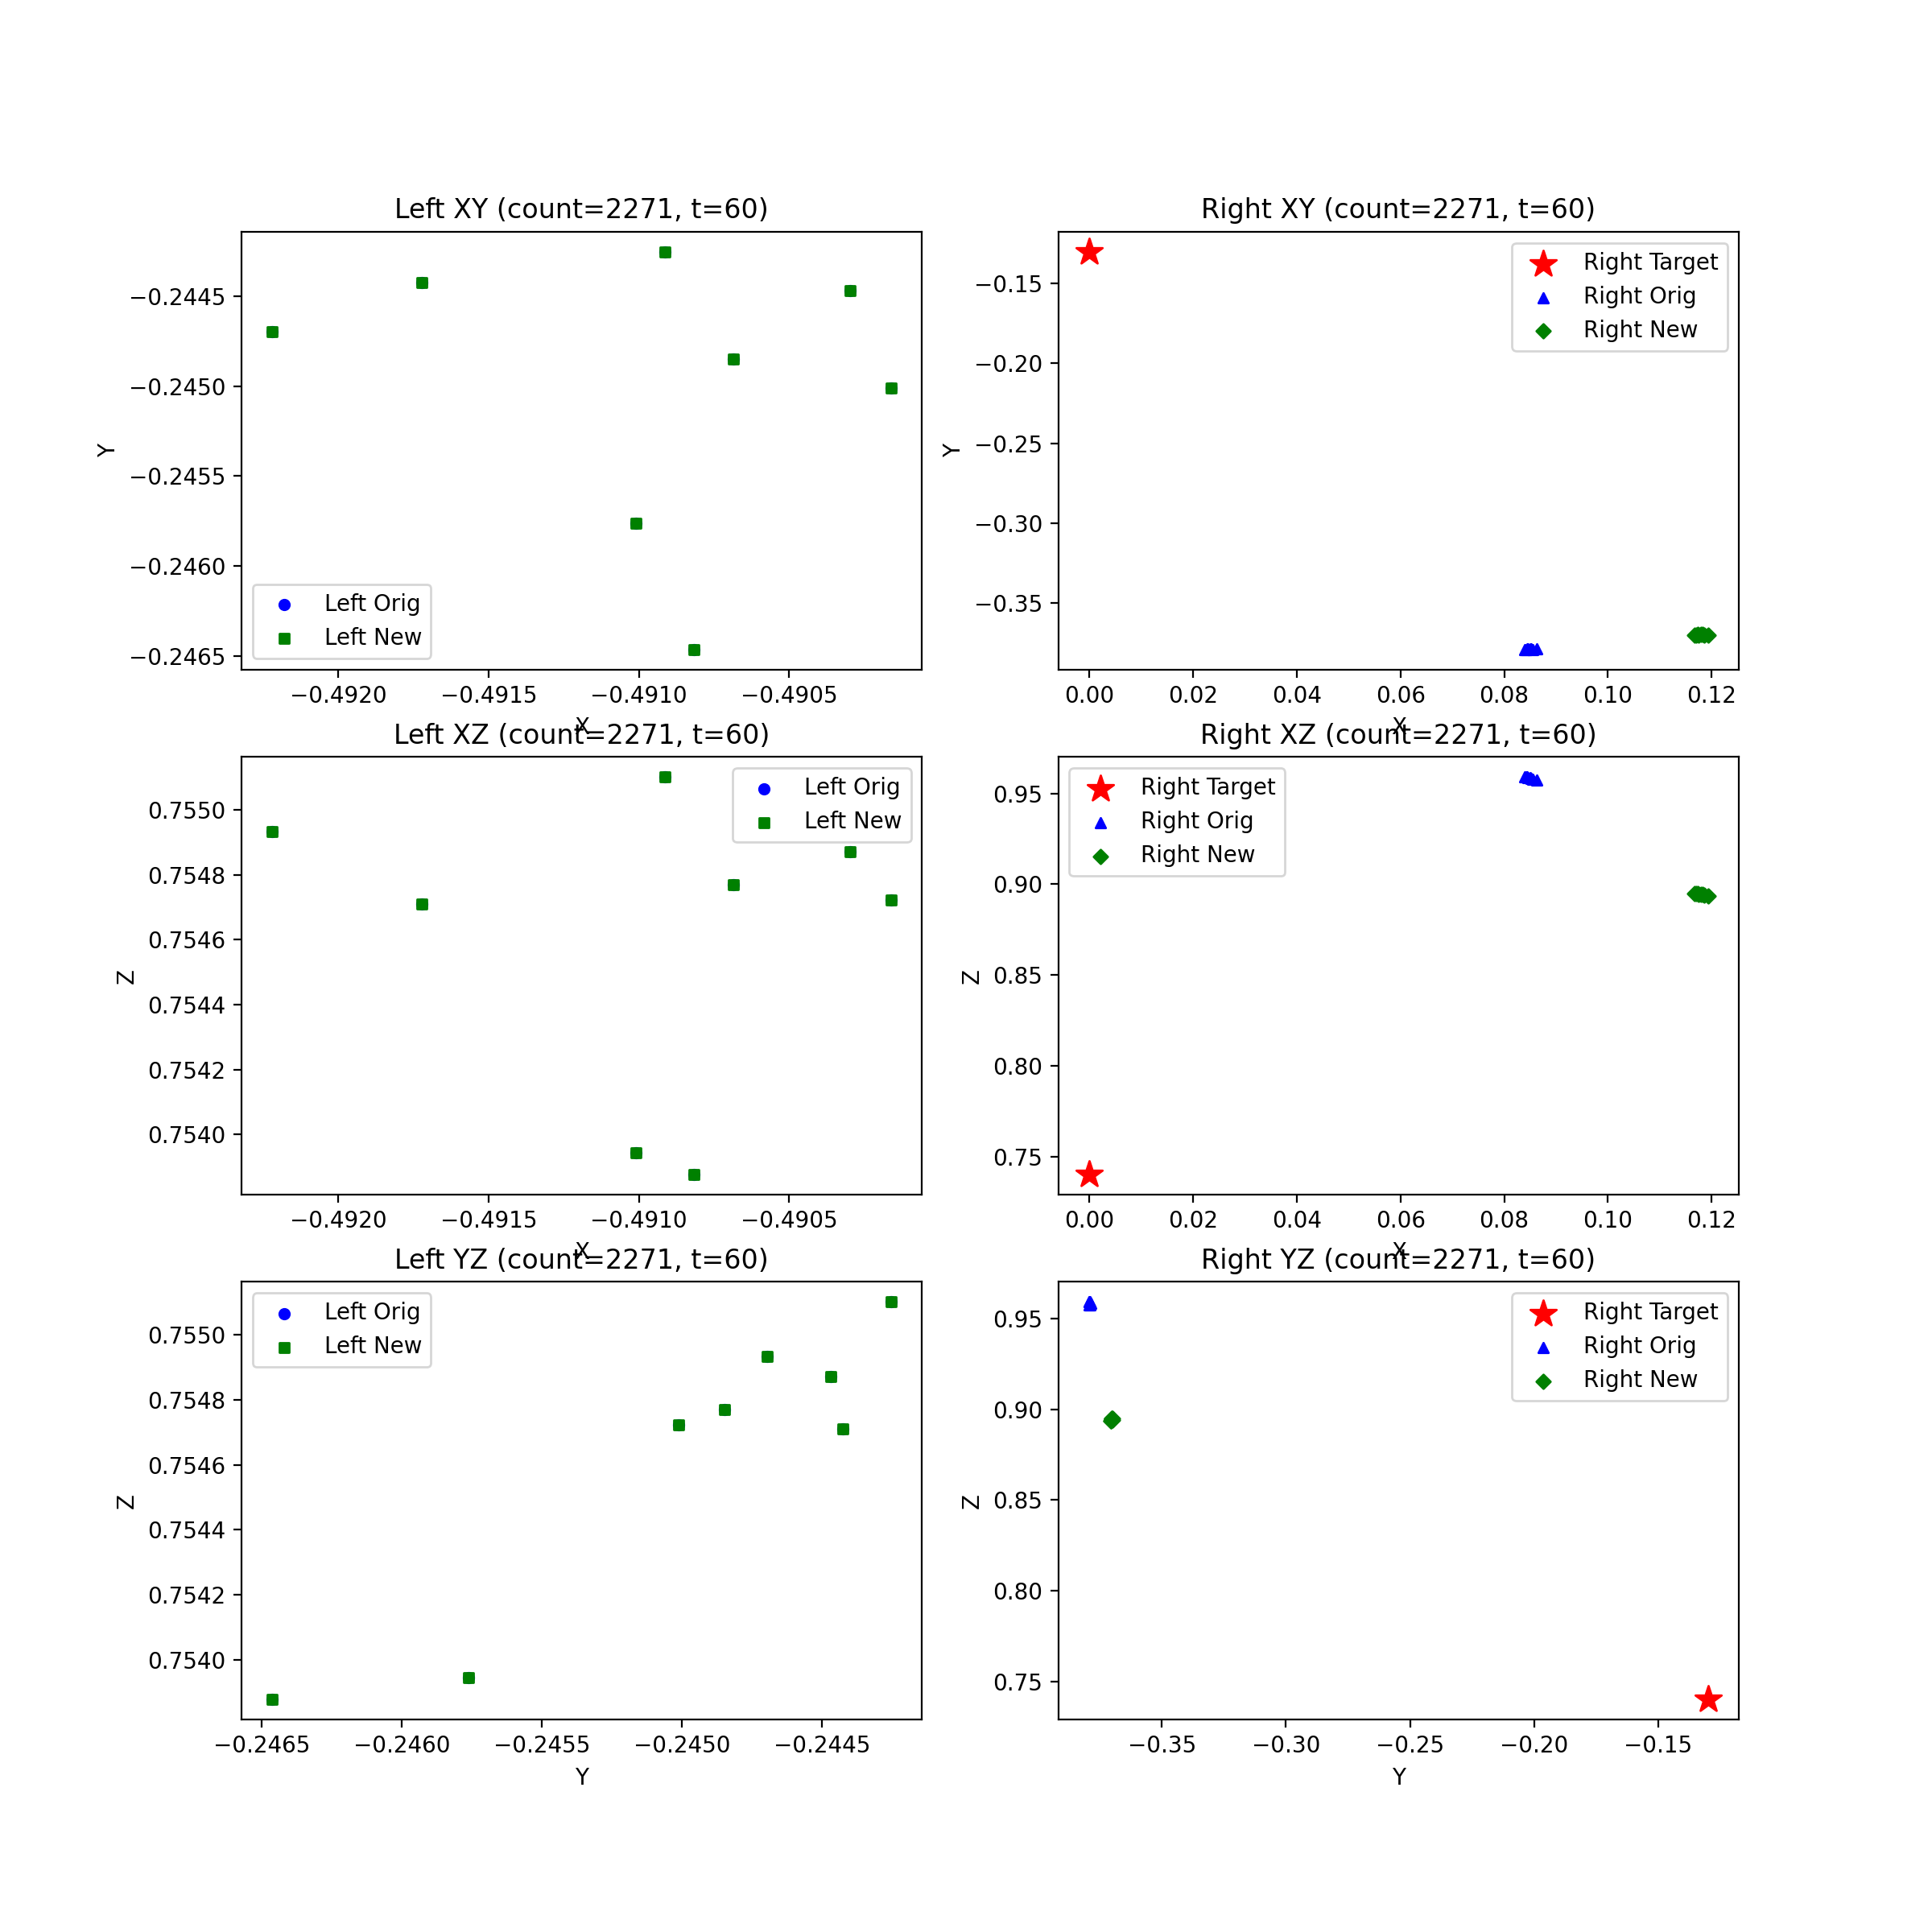 Left XY (count=2271, t=60)
−0.2445
−0.2450
−0.2455
−0.2460
−0.2465
Y
Left Orig
Left New
−0.4920 −0.4915 −0.4910 −0.4905
X
Right XY (count=2271, t=60)
−0.15
−0.20
−0.25
−0.30
−0.35
Y
Right Target
Right Orig
Right New
0.00 0.02 0.04 0.06 0.08 0.10 0.12
X
Left XZ (count=2271, t=60)
0.7550
0.7548
0.7546
0.7544
0.7542
0.7540
Z
Left Orig
Left New
−0.4920 −0.4915 −0.4910 −0.4905
X
Right XZ (count=2271, t=60)
0.95
0.90
0.85
0.80
0.75
Z
Right Target
Right Orig
Right New
0.00 0.02 0.04 0.06 0.08 0.10 0.12
X
Left YZ (count=2271, t=60)
0.7550
0.7548
0.7546
0.7544
0.7542
0.7540
Z
Left Orig
Left New
−0.2465 −0.2460 −0.2455 −0.2450 −0.2445
Y
Right YZ (count=2271, t=60)
0.95
0.90
0.85
0.80
0.75
Z
Right Target
Right Orig
Right New
−0.35 −0.30 −0.25 −0.20 −0.15
Y